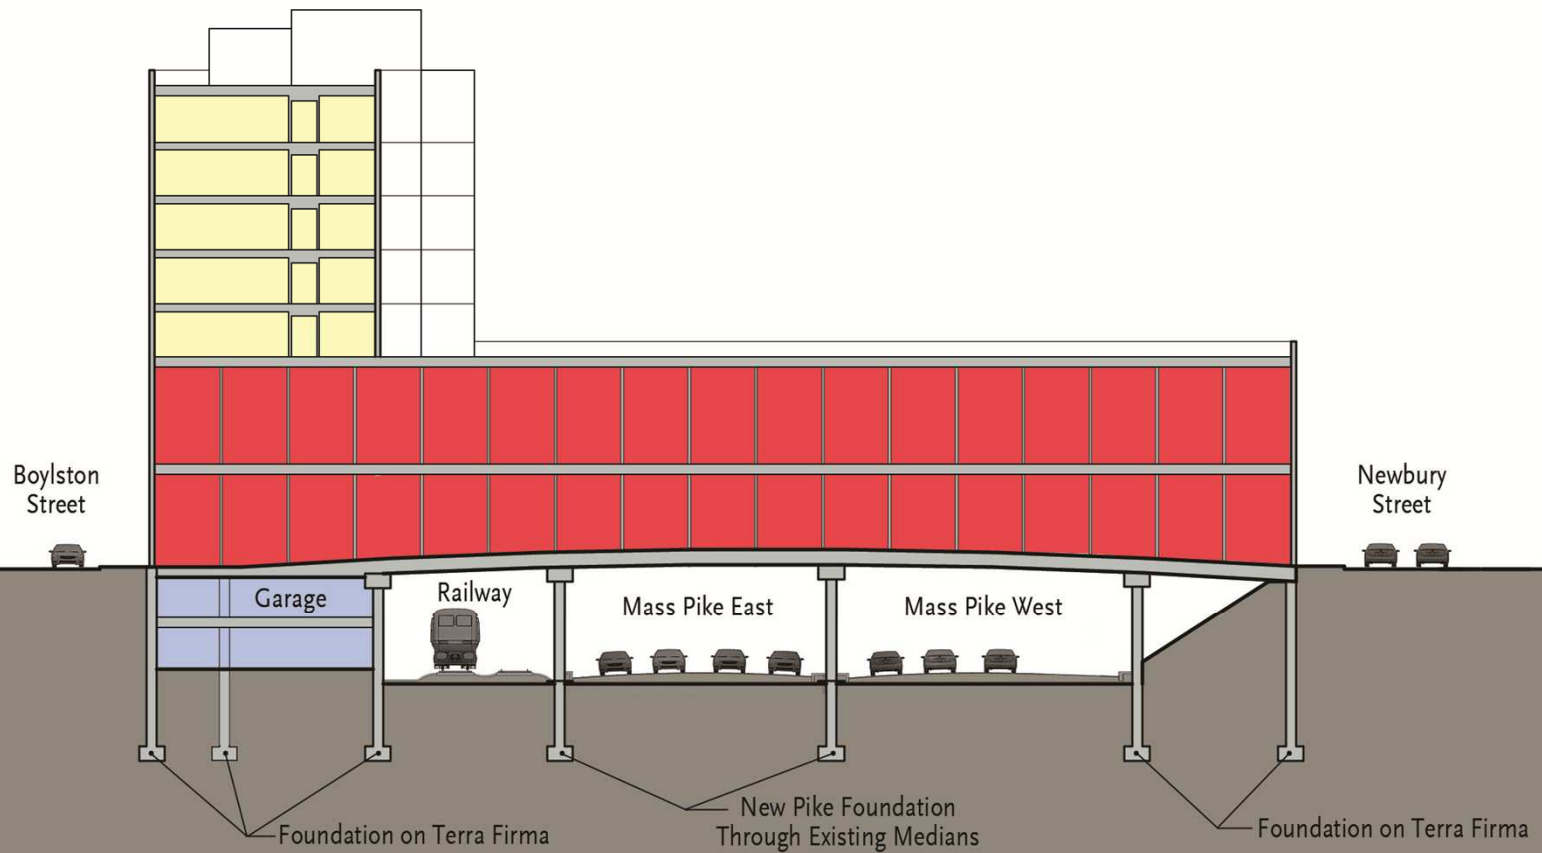 Boylston
Street
Newbury
Street
Garage
Railway
Mass Pike East
Mass Pike West
New Pike Foundation
Through Existing Medians
Foundation on Terra Firma
Foundation on Terra Firma